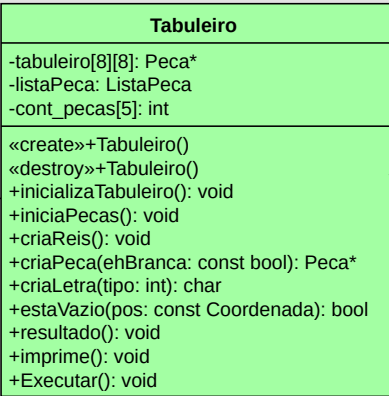 Tabuleiro
-tabuleiro[8][8]: Peca*
-listaPeca: ListaPeca
-cont_pecas[5]: int
«create»+Tabuleiro()
«destroy»+Tabuleiro()
+inicializaTabuleiro(): void
+iniciaPecas(): void
+criaReis(): void
+criaPeca(ehBranca: const bool): Peca*
+criaLetra(tipo: int): char
+estaVazio(pos: const Coordenada): bool
+resultado(): void
+imprime(): void
+Executar(): void